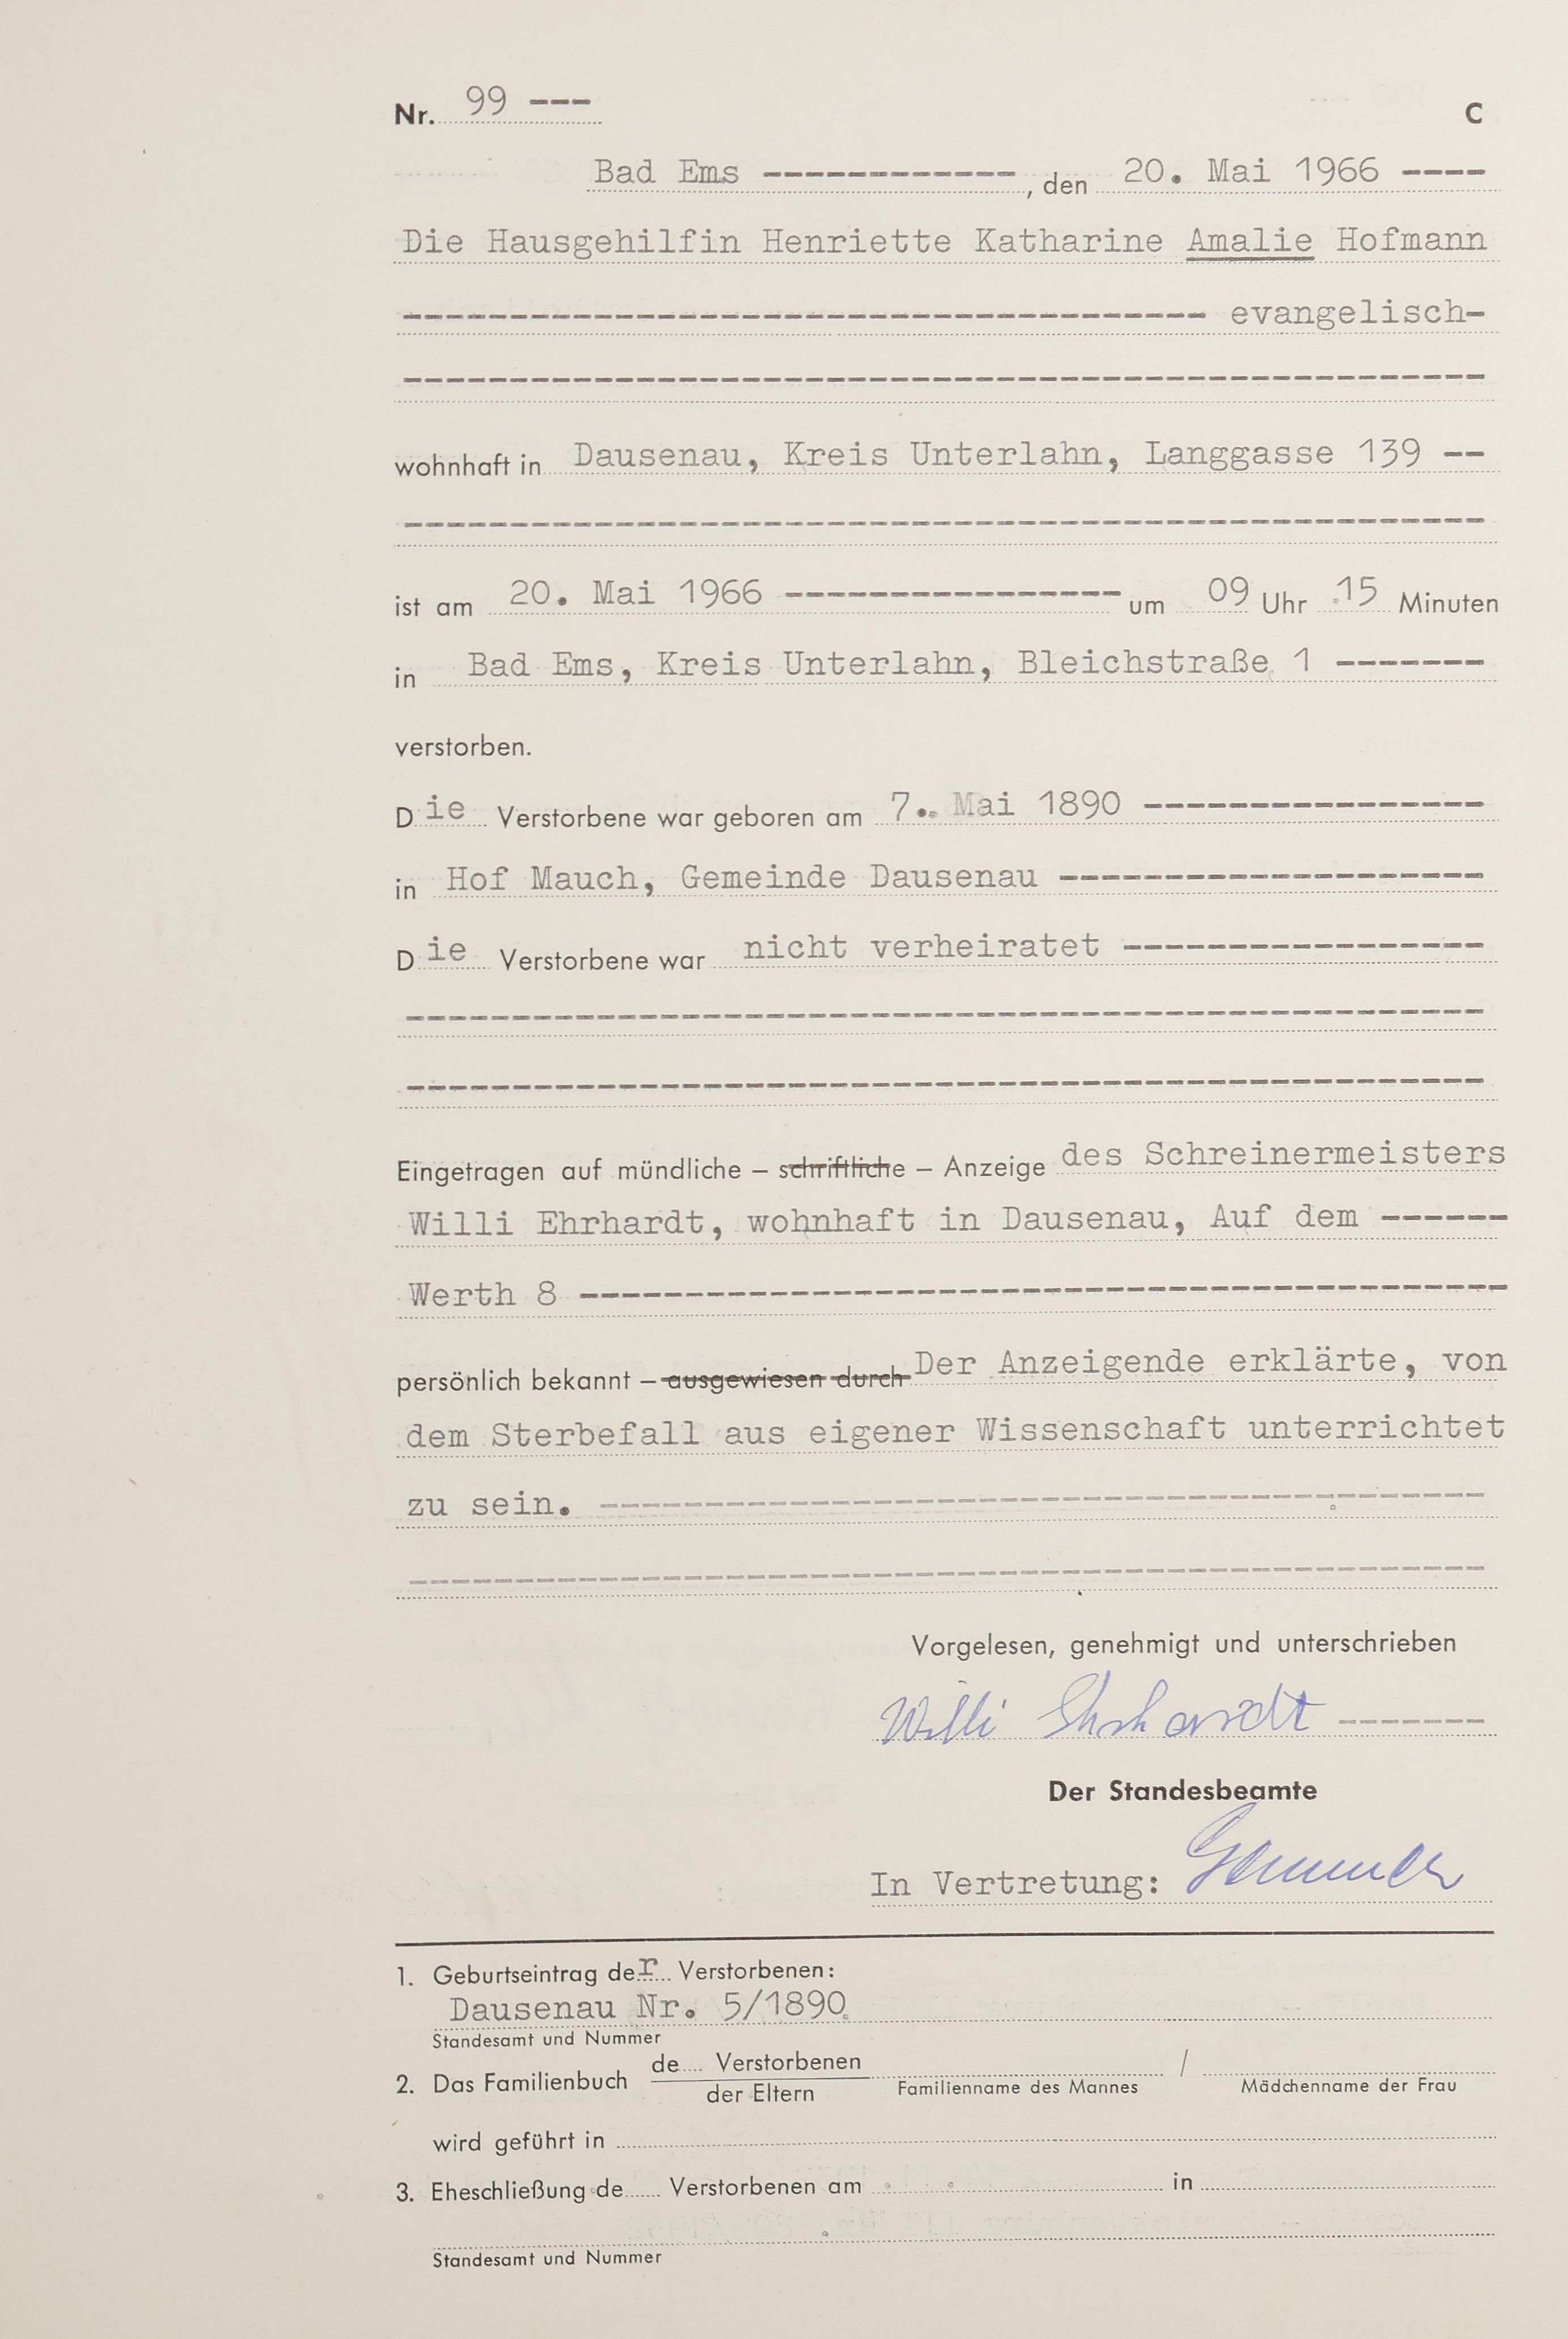 Nr. 99 --- C
Bad Ems ------------, den 20. Mai 1966 ----
Die Hausgehilfin Henriette Katharine Amalie Hofmann
-------------------------------------- evangelisch-
---------------------------------------------------
wohnhaft in Dausenau, Kreis Unterlahn, Langgasse 139 --
---------------------------------------------------
ist am 20. Mai 1966 ---------------- um 09 Uhr 15 Minuten
in Bad Ems, Kreis Unterlahn, Bleichstraße 1 -------
verstorben.
Die Verstorbene war geboren am 7. Mai 1890 ----------------
in Hof Mauch, Gemeinde Dausenau --------------------
Die Verstorbene war nicht verheiratet -----------------
---------------------------------------------------
---------------------------------------------------
Eingetragen auf mündliche – schriftliche – Anzeige des Schreinermeisters
Willi Ehrhardt, wohnhaft in Dausenau, Auf dem ------
Werth 8 --------------------------------------------
persönlich bekannt – ausgewiesen durch Der Anzeigende erklärte, von
dem Sterbefall aus eigener Wissenschaft unterrichtet
zu sein. ------------------------------------------
---------------------------------------------------
Vorgelesen, genehmigt und unterschrieben
Willi Ehrhardt -------
Der Standesbeamte
In Vertretung:
1. Geburtseintrag der Verstorbenen:
Dausenau Nr. 5/1890
Standesamt und Nummer
2. Das Familienbuch de.... Verstorbenen /
der Eltern Familienname des Mannes Mädchenname der Frau
wird geführt in
3. Eheschließung de...... Verstorbenen am in
Standesamt und Nummer